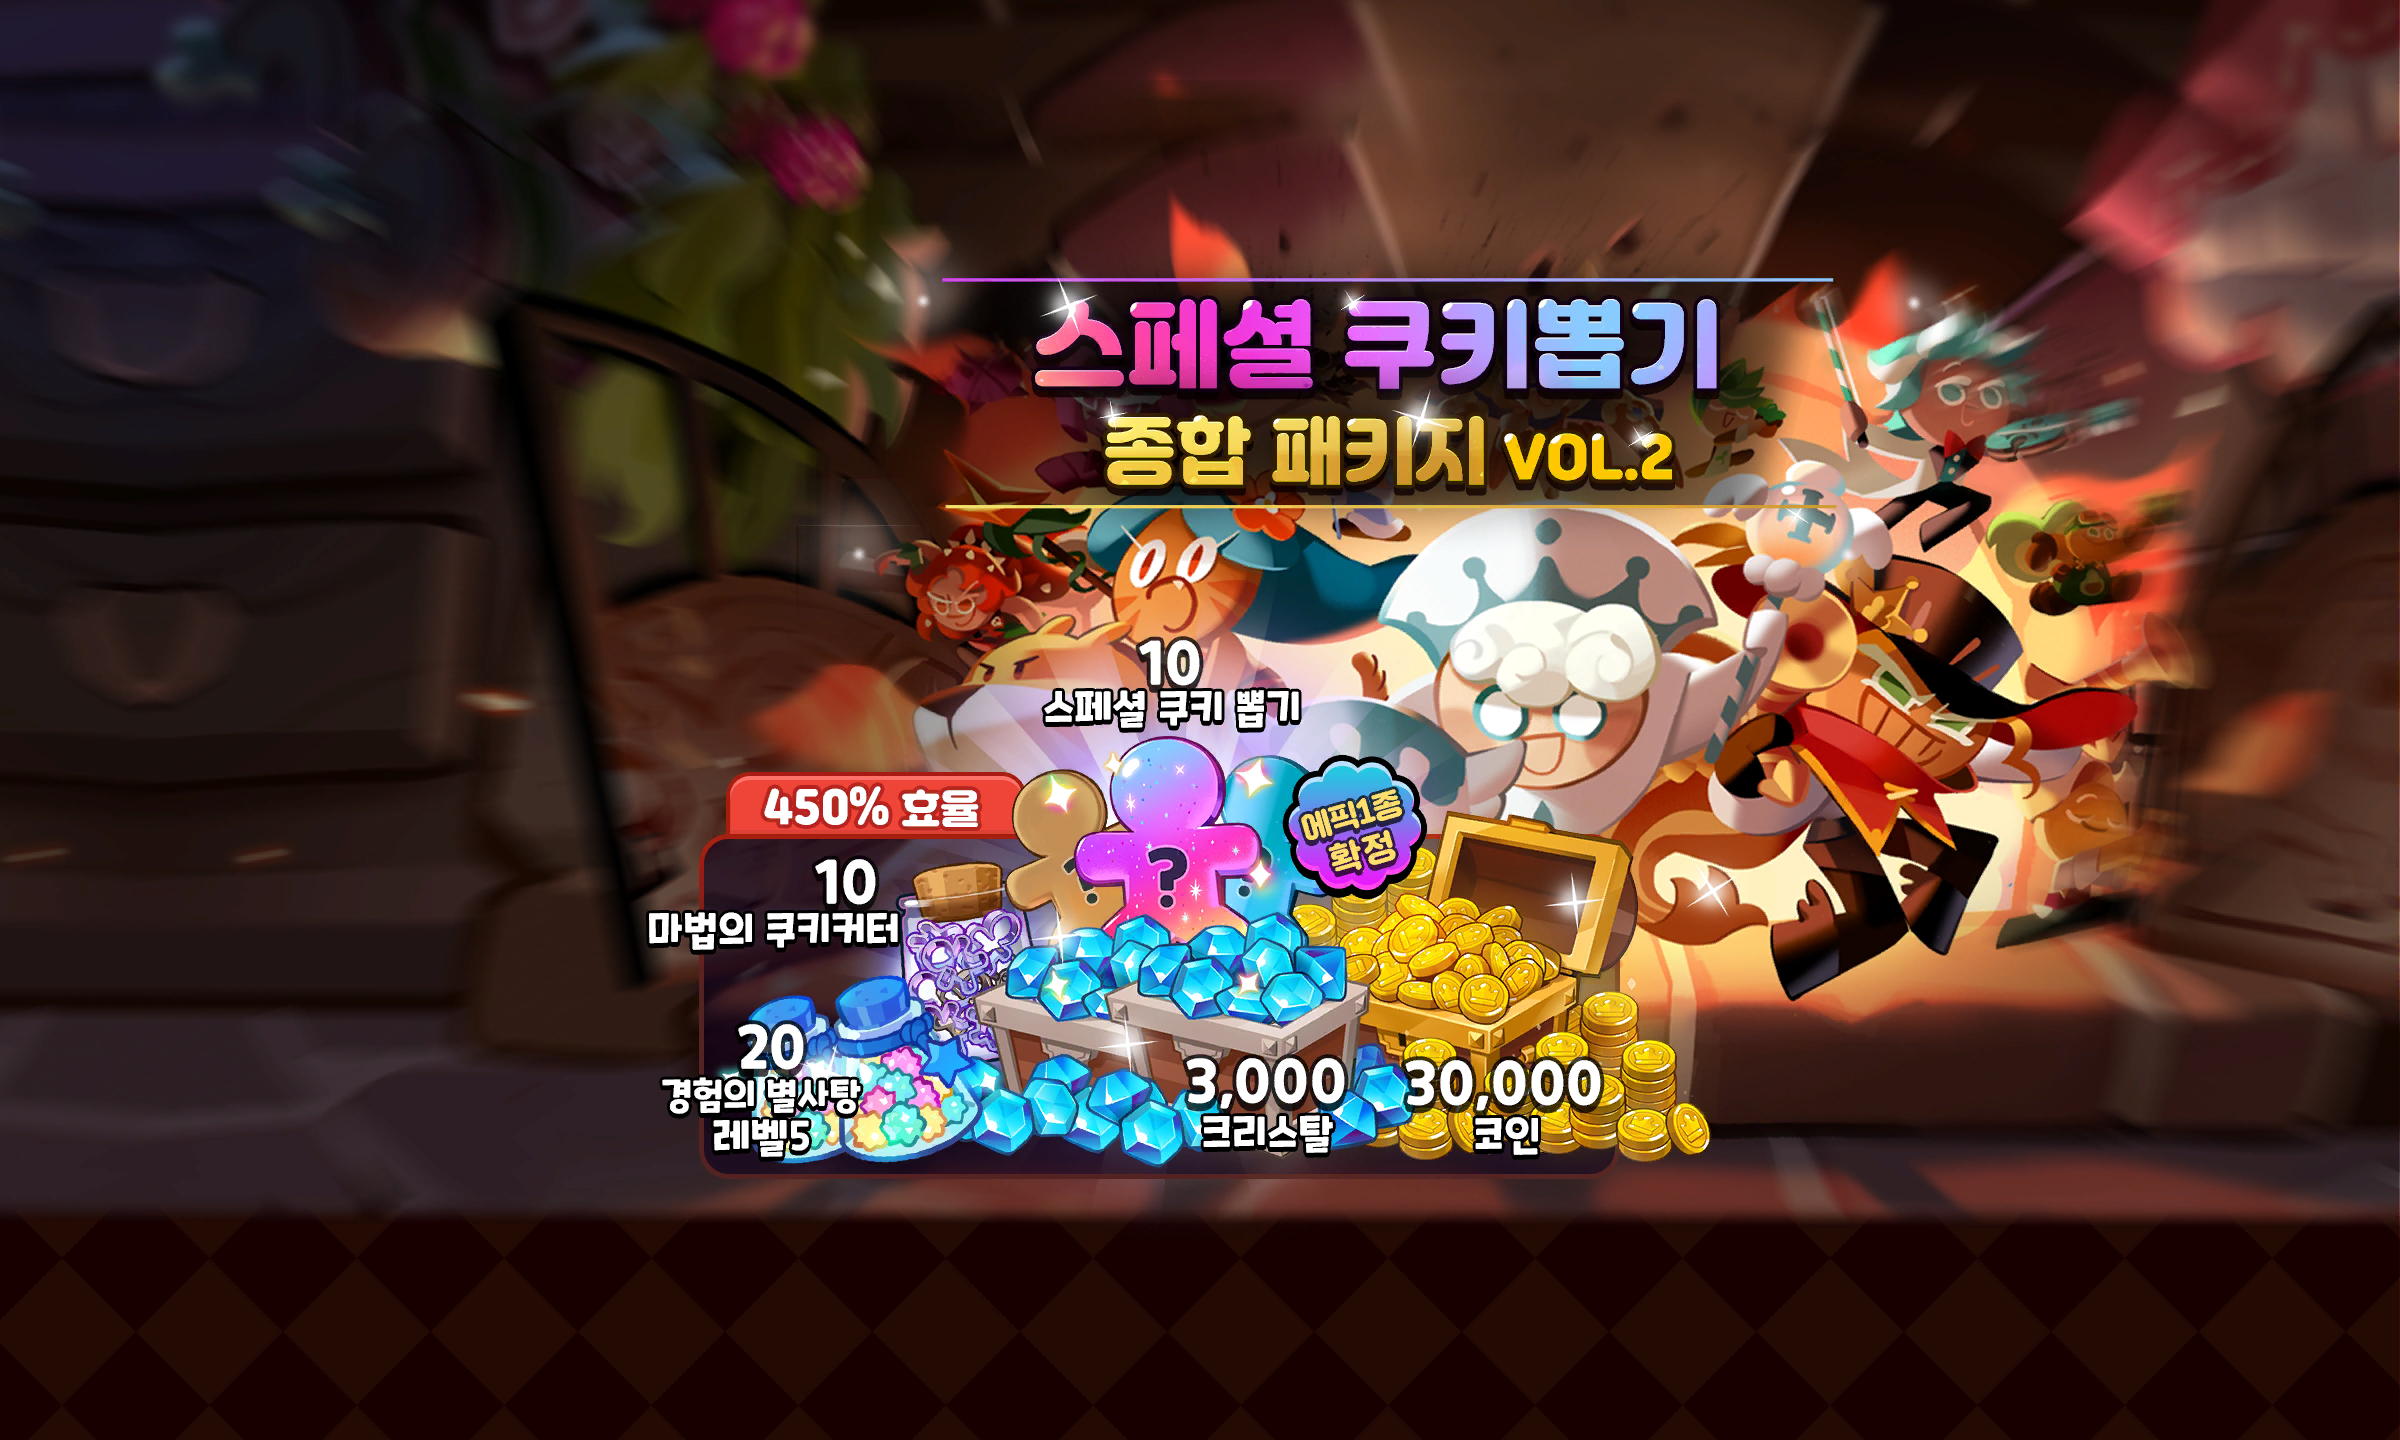 스페셜 쿠키뽑기
종합 패키지 VOL.2
10
스페셜 쿠키 뽑기
450% 효율
에픽1종
확정
10
마법의 쿠키커터
20
경험의 별사탕
레벨5
3,000
크리스탈
30,000
코인